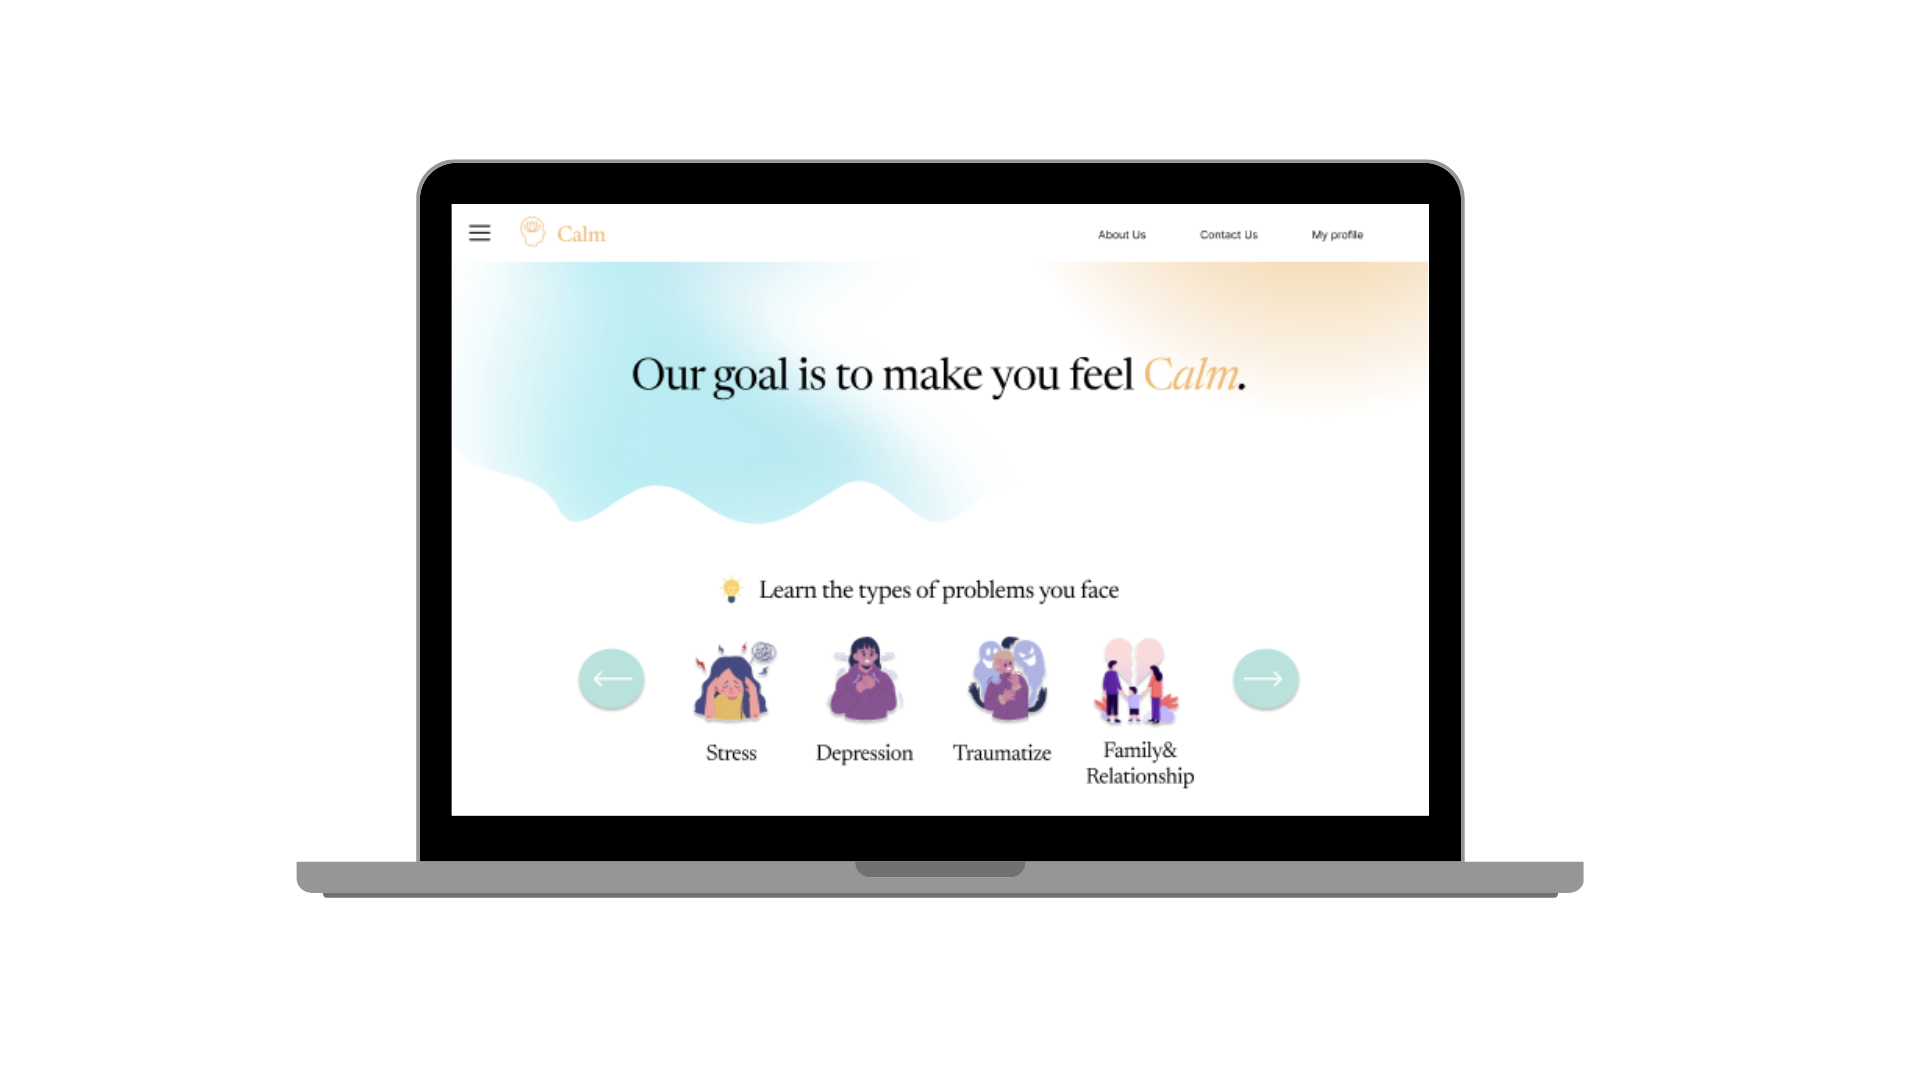 Calm
About Us
Contact Us
My profile
Our goal is to make you feel Calm.
Learn the types of problems you face
Stress
Depression
Traumatize
Family&
Relationship